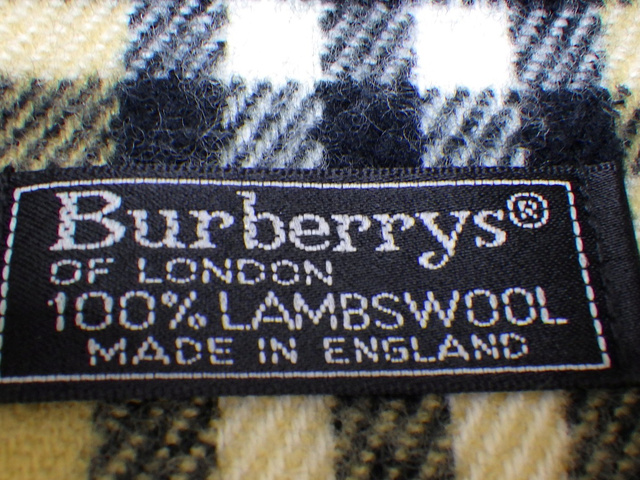 Burberrys®
OF LONDON
100% LAMBSWOOL
MADE IN ENGLAND